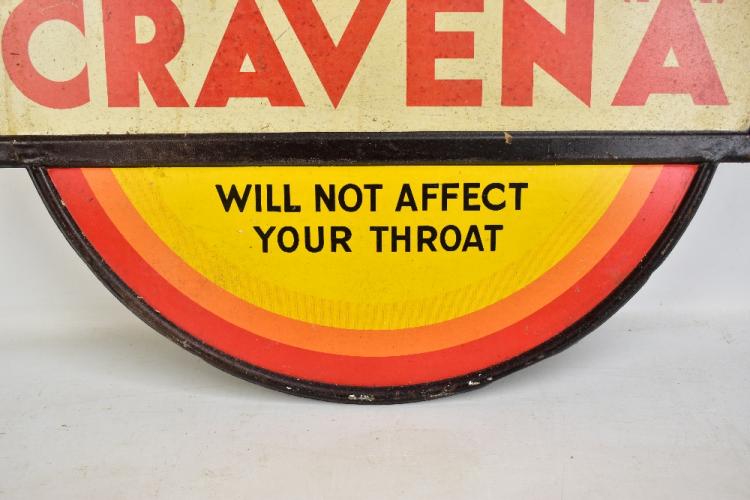 CRAVEN A
WILL NOT AFFECT
YOUR THROAT